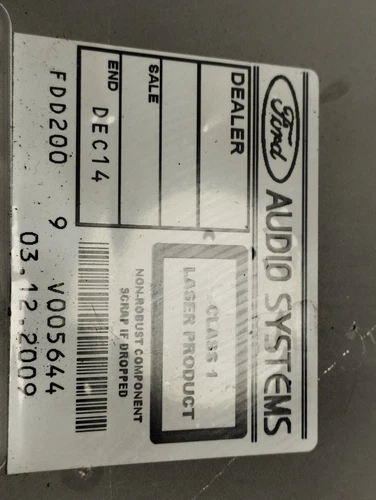 Ford AUDIO SYSTEMS
DEALER
SALE
END DEC14
CLASS 1
LASER PRODUCT
NON-ROBUST COMPONENT
SCRAP IF DROPPED
FDD200 9 V005644
03.12.2009